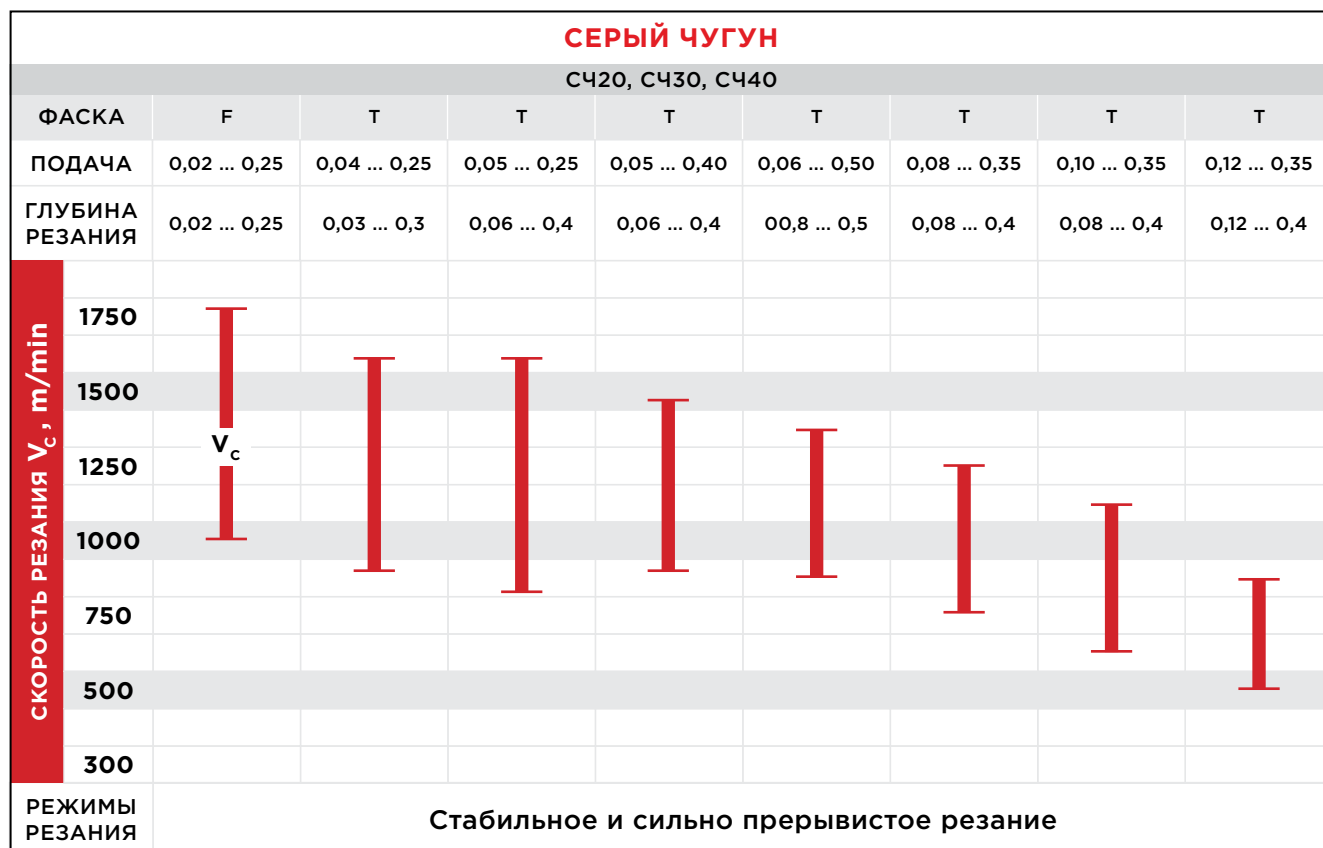 СЕРЫЙ ЧУГУН
СЧ20, СЧ30, СЧ40
ФАСКА F T T T T T T T
ПОДАЧА 0,02 ... 0,25 0,04 ... 0,25 0,05 ... 0,25 0,05 ... 0,40 0,06 ... 0,50 0,08 ... 0,35 0,10 ... 0,35 0,12 ... 0,35
ГЛУБИНА
РЕЗАНИЯ 0,02 ... 0,25 0,03 ... 0,3 0,06 ... 0,4 0,06 ... 0,4 00,8 ... 0,5 0,08 ... 0,4 0,08 ... 0,4 0,12 ... 0,4
СКОРОСТЬ РЕЗАНИЯ Vc, m/min
1750
1500
Vc
1250
1000
750
500
300
РЕЖИМЫ
РЕЗАНИЯ
Стабильное и сильно прерывистое резание